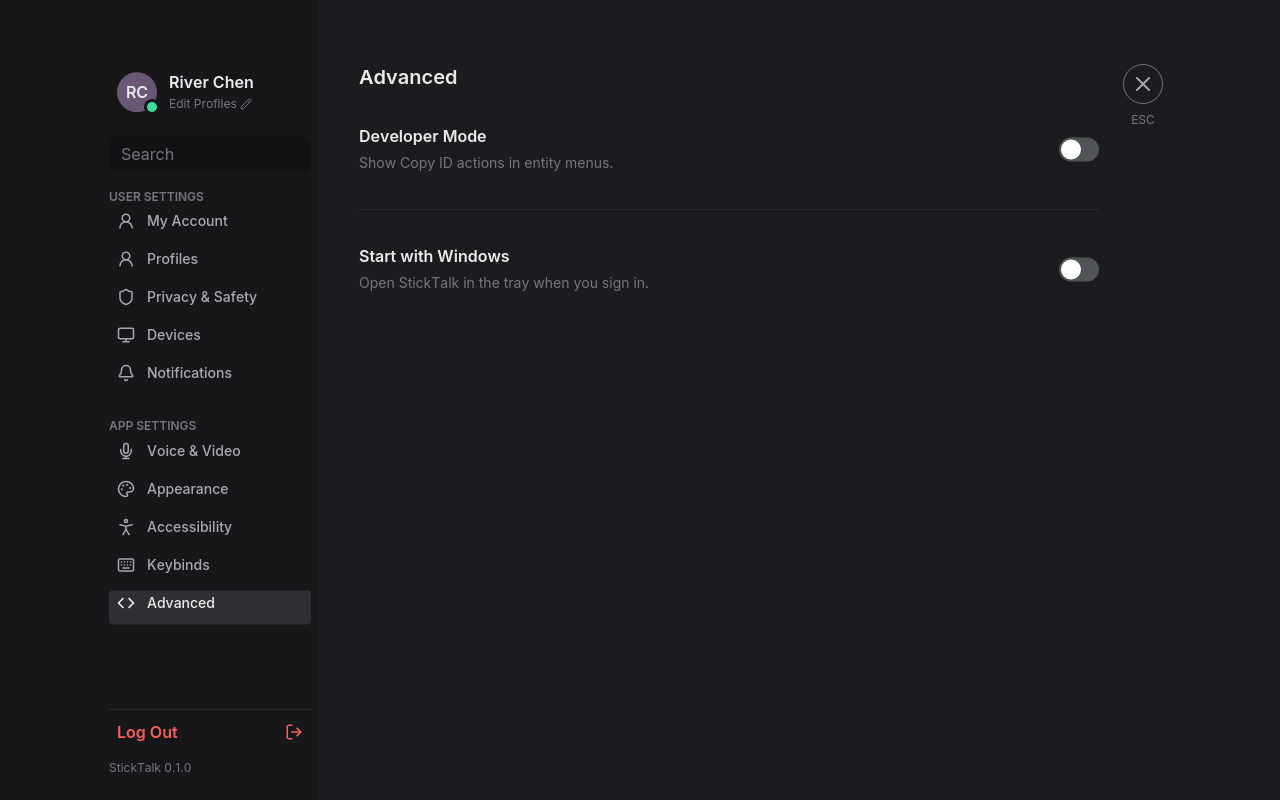 RC
River Chen
Edit Profiles
Search
USER SETTINGS
My Account
Profiles
Privacy & Safety
Devices
Notifications
APP SETTINGS
Voice & Video
Appearance
Accessibility
Keybinds
Advanced
Log Out
StickTalk 0.1.0
Advanced
Developer Mode
Show Copy ID actions in entity menus.
Start with Windows
Open StickTalk in the tray when you sign in.
ESC